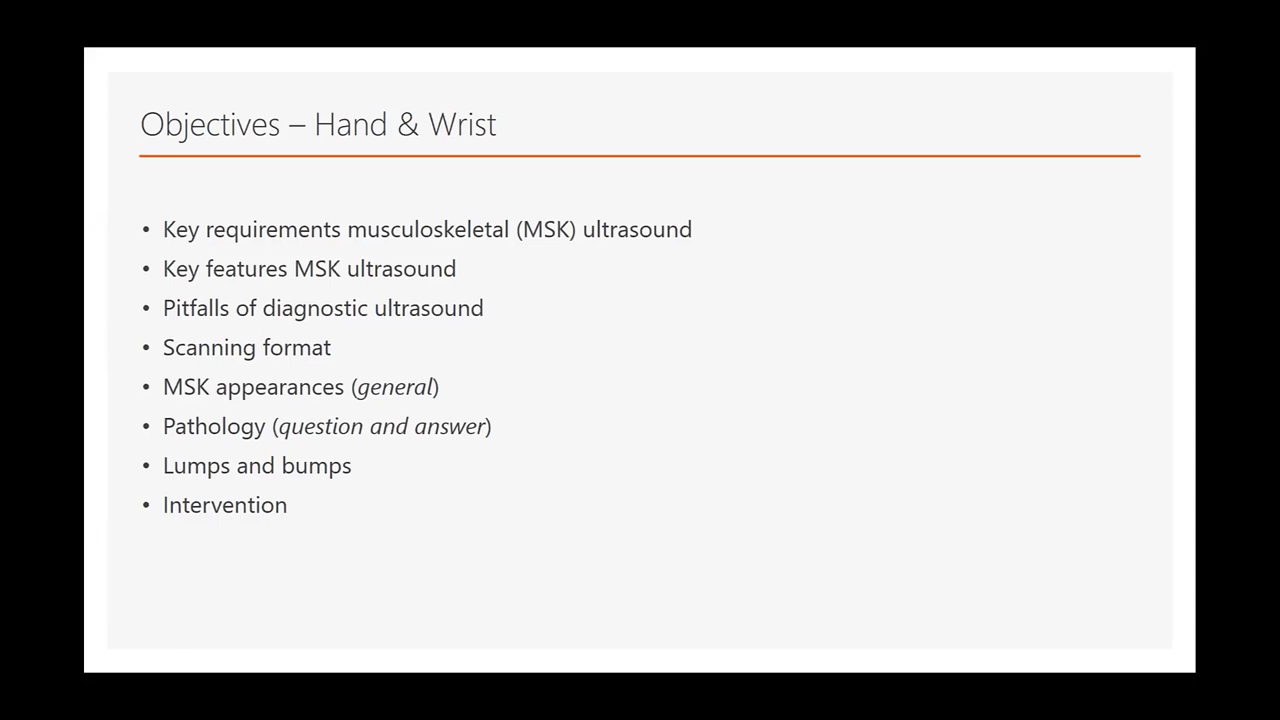 Objectives – Hand & Wrist
• Key requirements musculoskeletal (MSK) ultrasound
• Key features MSK ultrasound
• Pitfalls of diagnostic ultrasound
• Scanning format
• MSK appearances (general)
• Pathology (question and answer)
• Lumps and bumps
• Intervention